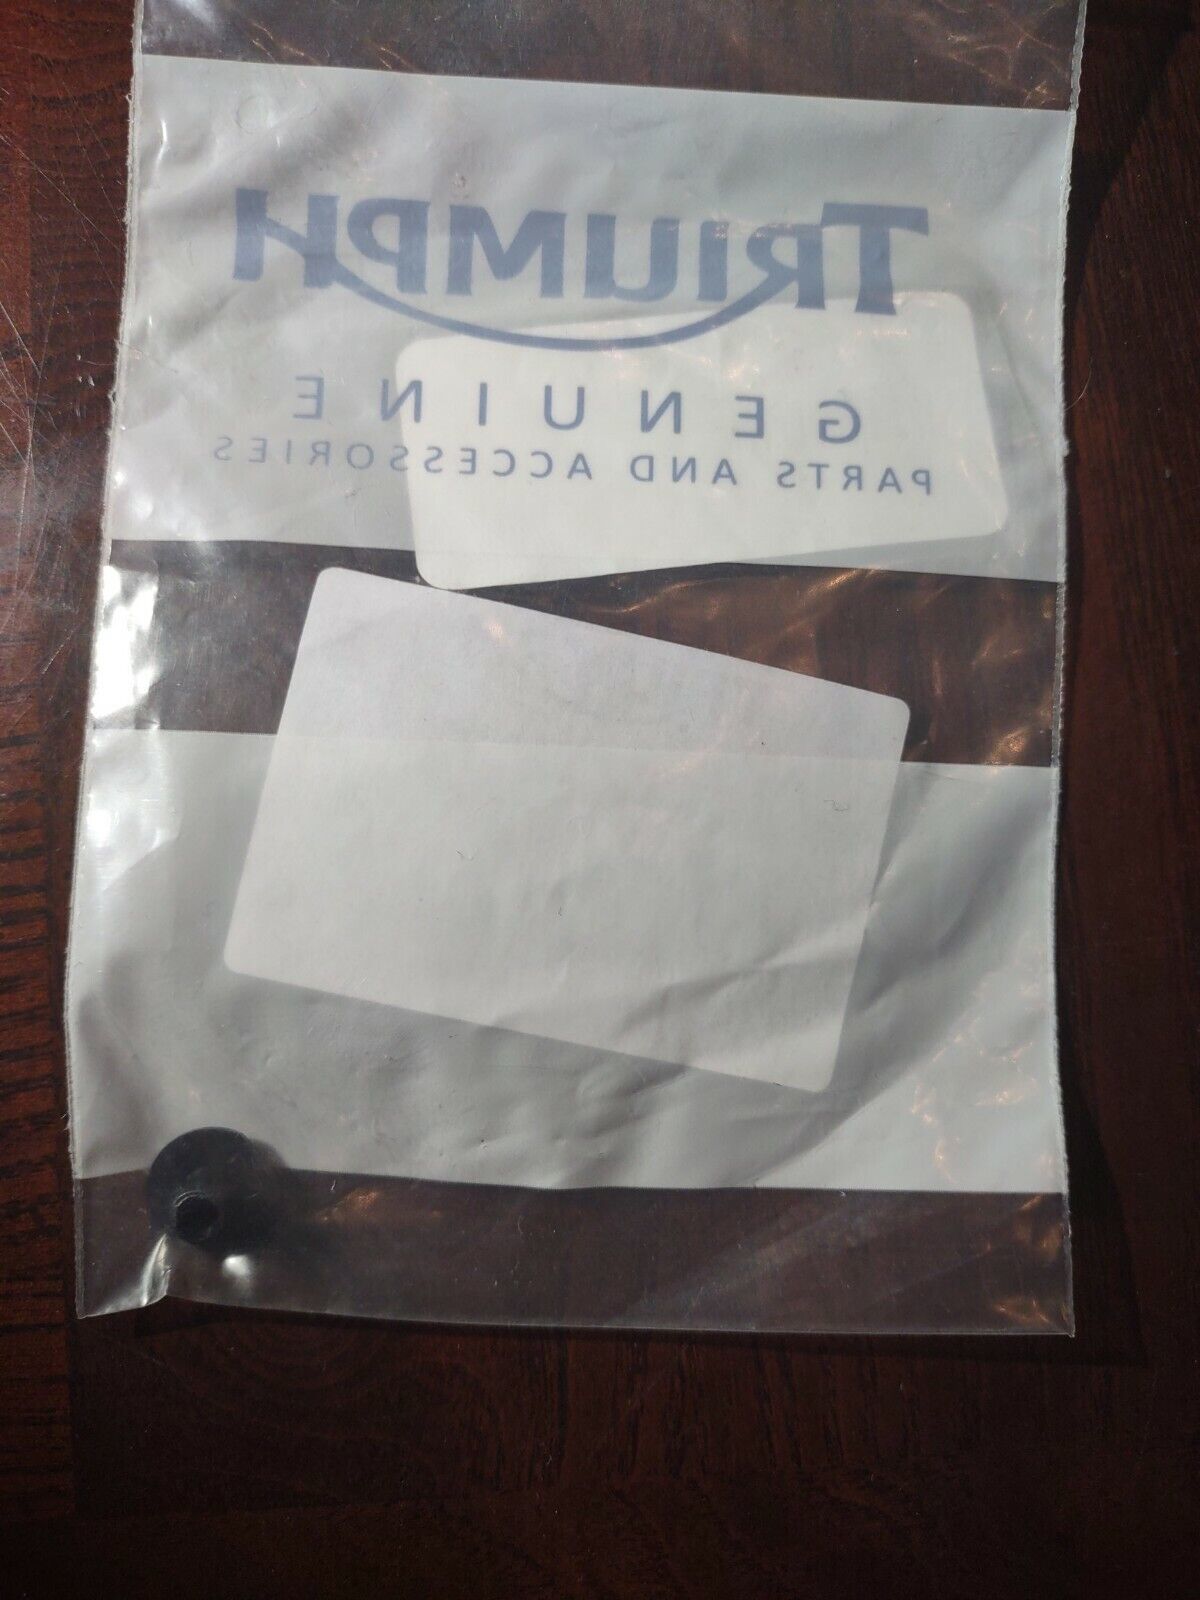 TRIUMPH
GENUINE
PARTS AND ACCESSORIES